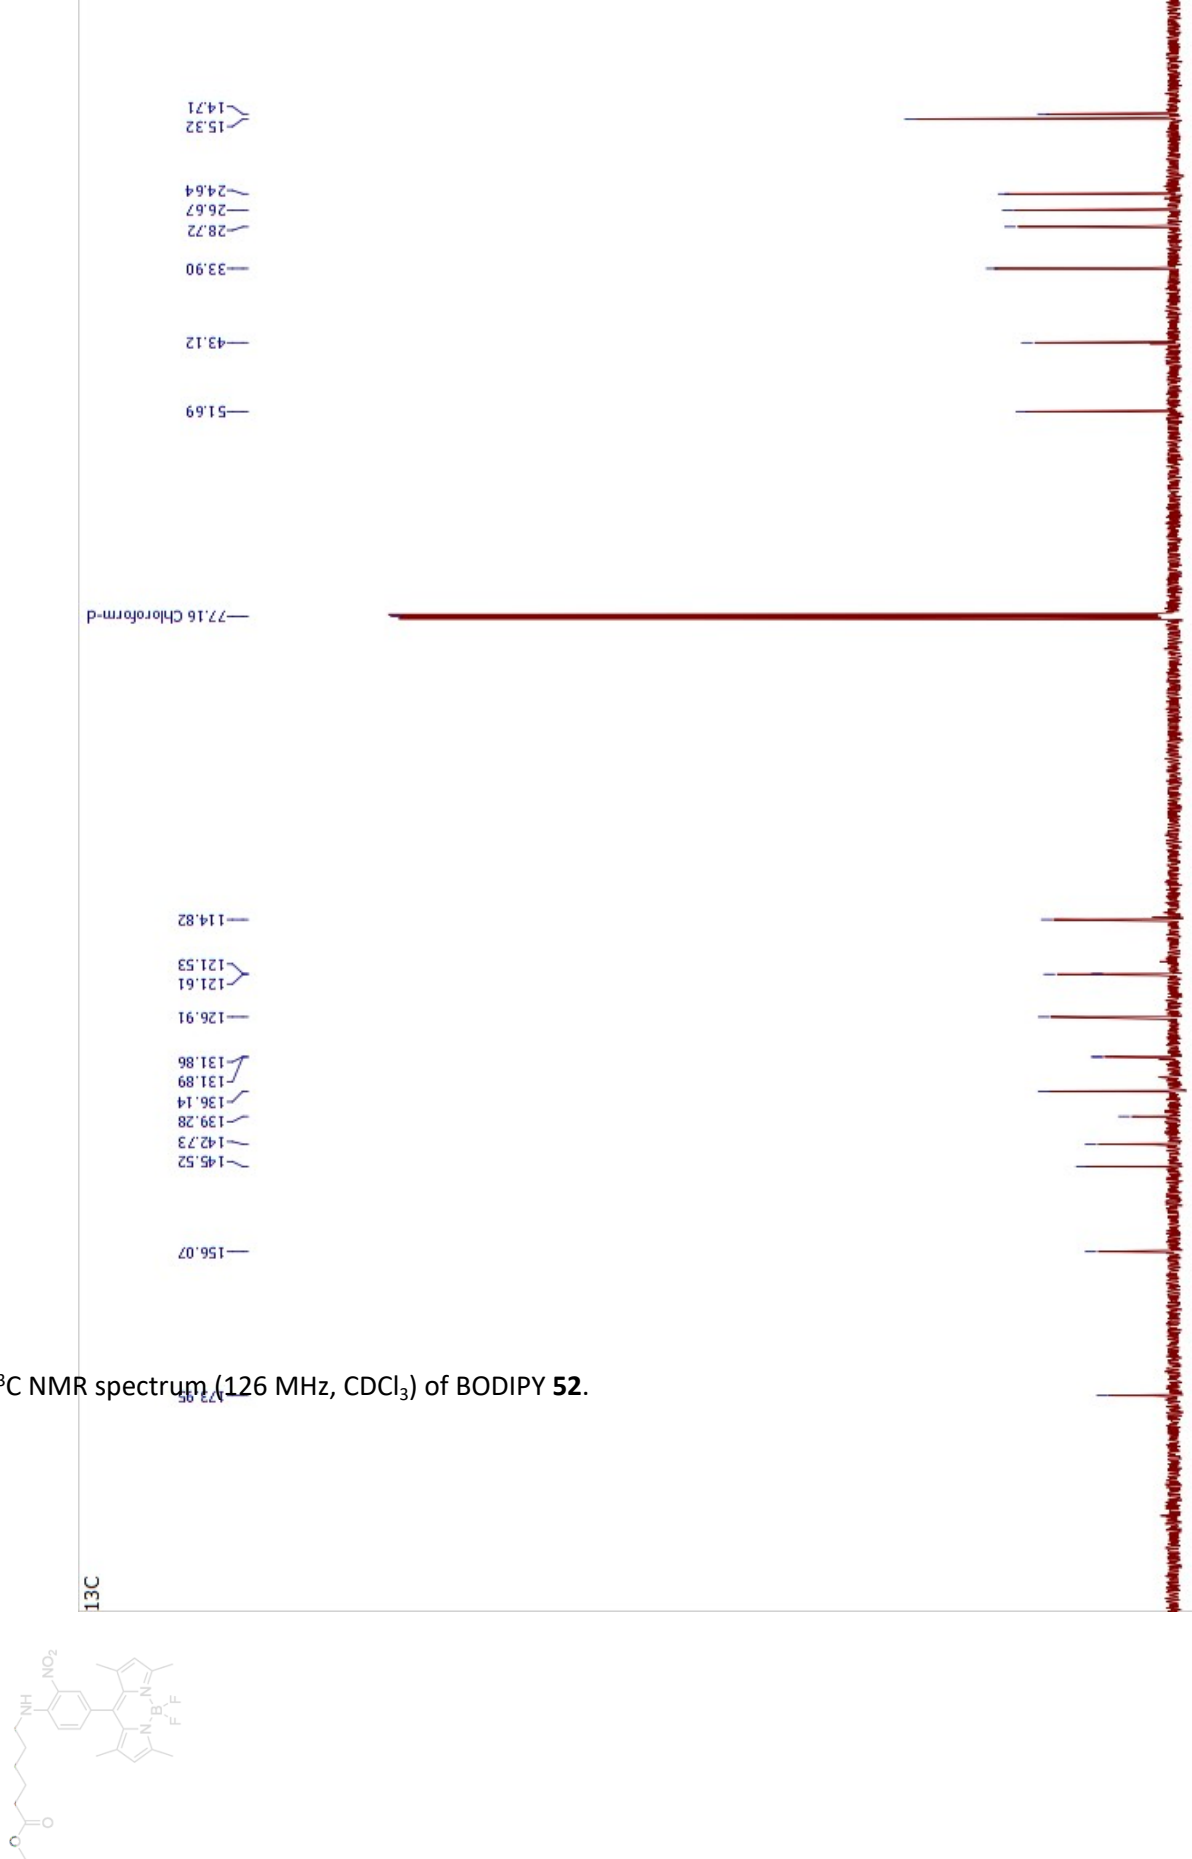 14.71
15.32
24.64
26.67
28.72
33.90
43.12
51.69
77.16 Chloroform-d
114.82
121.53
121.61
126.91
131.86
131.89
136.14
139.28
142.73
145.52
156.07
³C NMR spectrum (126 MHz, CDCl₃) of BODIPY 52.
173.95
13C
NO₂
NH
N
B
F
F
N
O
O